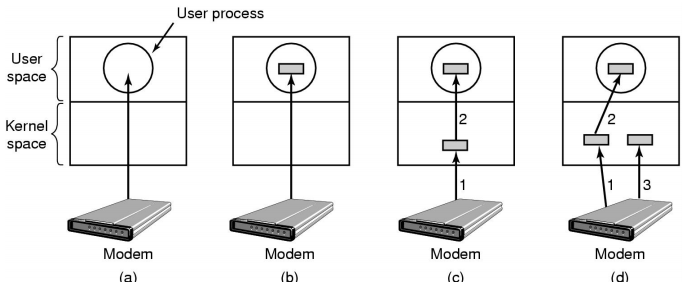 User process
User
space
Kernel
space
2
1
2
1
3
Modem
Modem
Modem
Modem
(a)
(b)
(c)
(d)